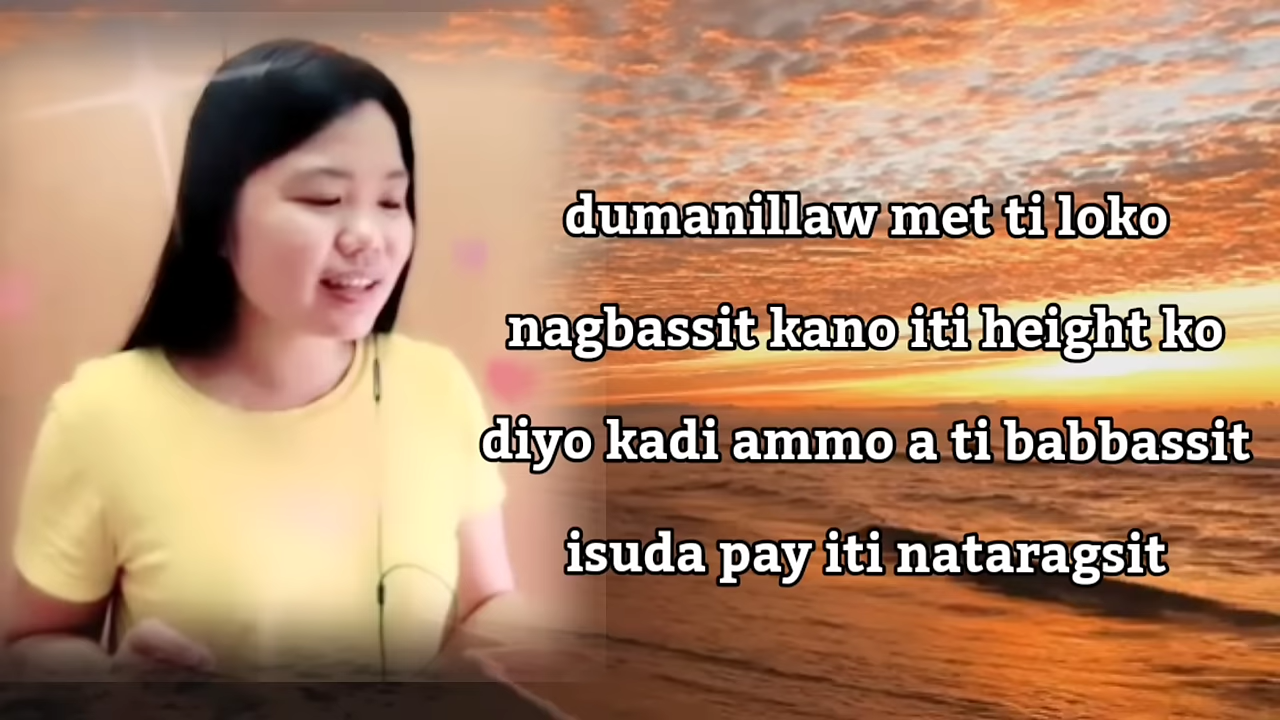 dumanillaw met ti loko
nagbassit kano iti height ko
diyo kadi ammo a ti babbassit
isuda pay iti nataragsit